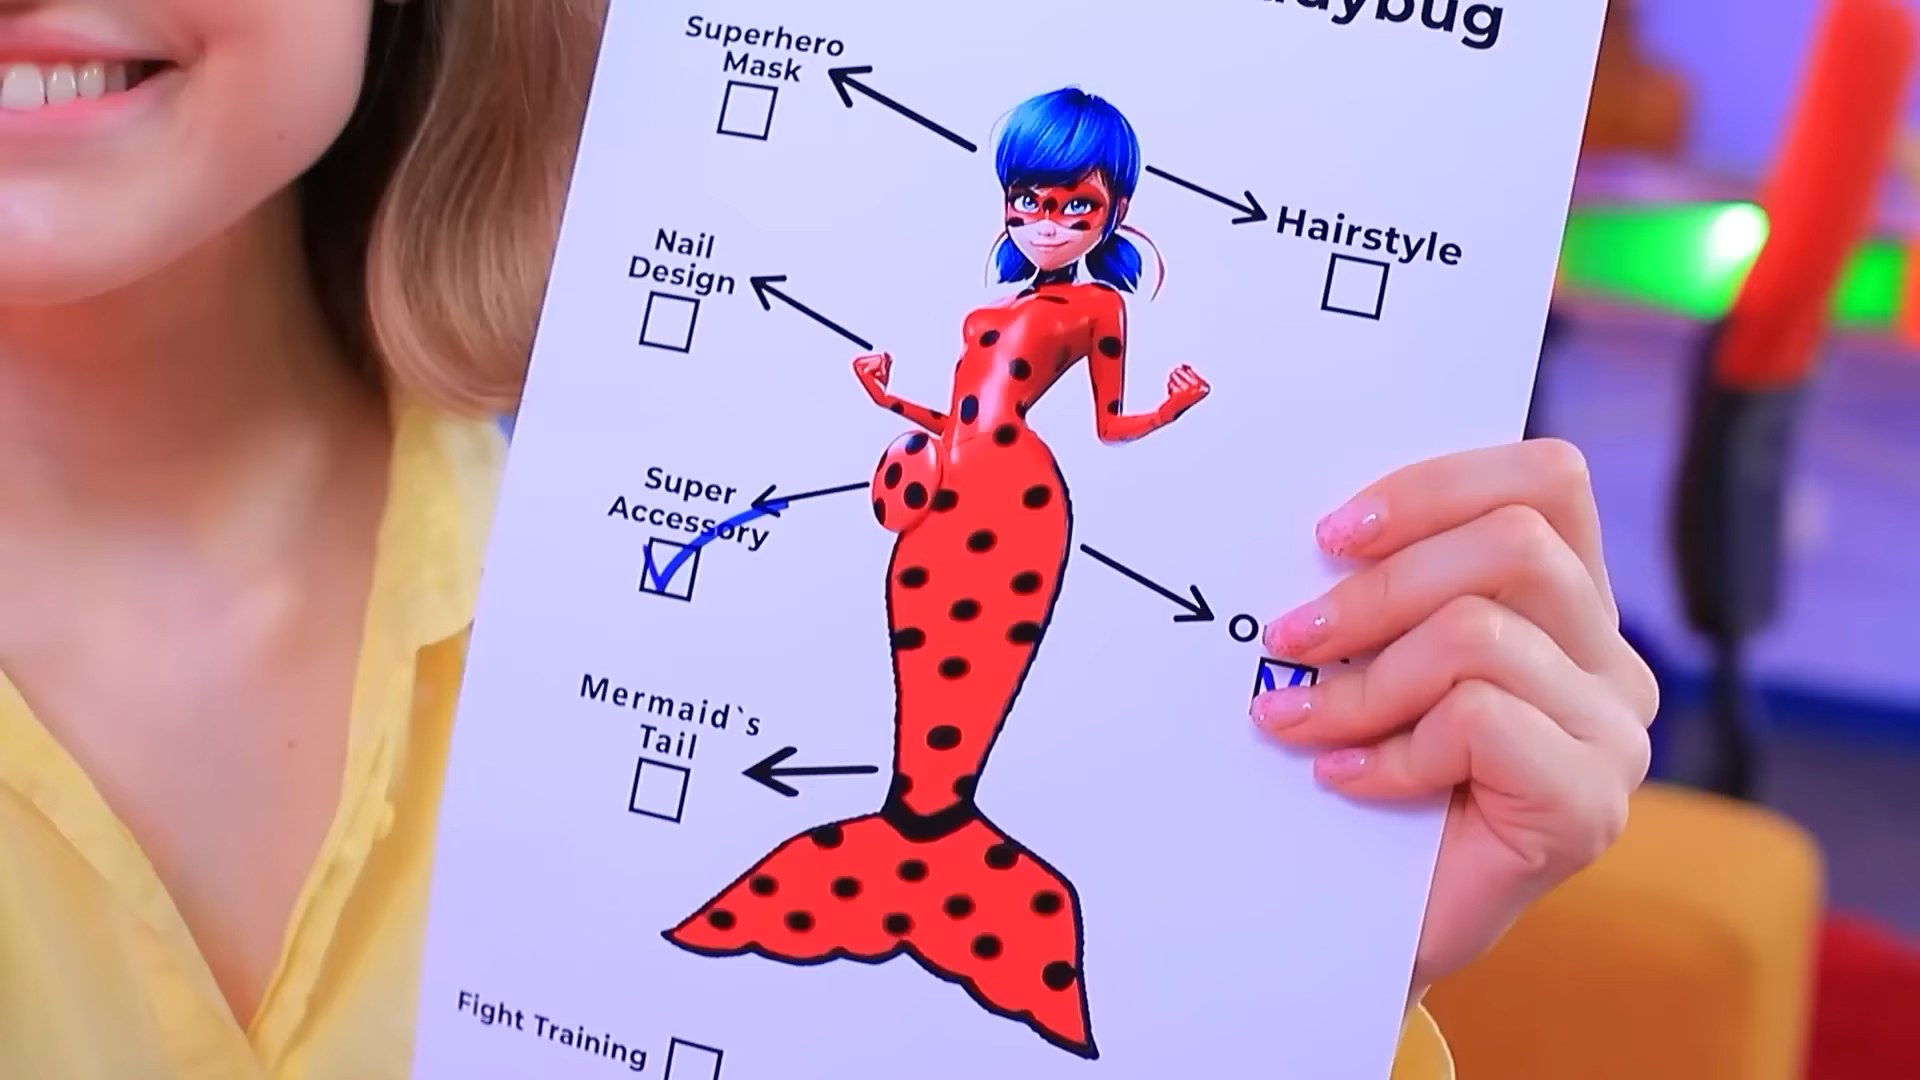 Superhero
Mask
Hairstyle
Nail
Design
Super
Accessory
Mermaid`s
Tail
Fight Training